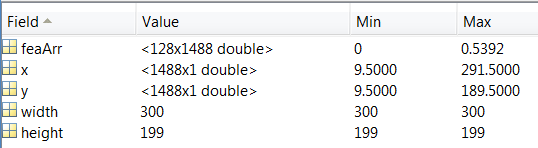 Field Value Min Max
feaArr <128x1488 double> 0 0.5392
x <1488x1 double> 9.5000 291.5000
y <1488x1 double> 9.5000 189.5000
width 300 300 300
height 199 199 199